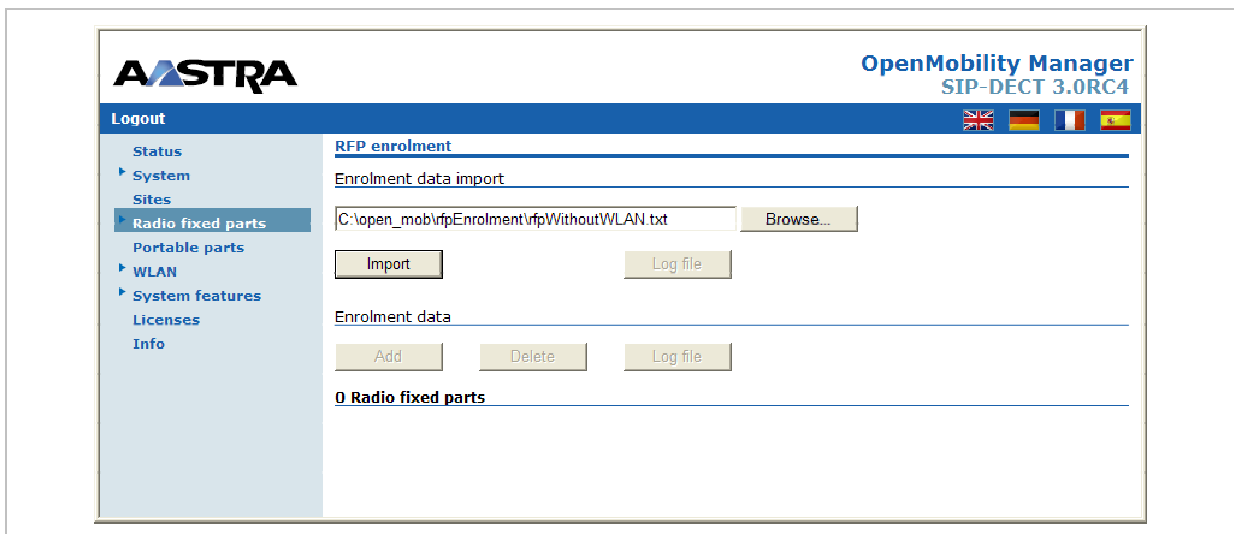 AASTRA
OpenMobility Manager
SIP-DECT 3.0RC4
Logout
Status
System
Sites
Radio fixed parts
Portable parts
WLAN
System features
Licenses
Info
RFP enrolment
Enrolment data import
C:\open_mob\rfpEnrolment\rfpWithoutWLAN.txt Browse...
Import Log file
Enrolment data
Add Delete Log file
0 Radio fixed parts